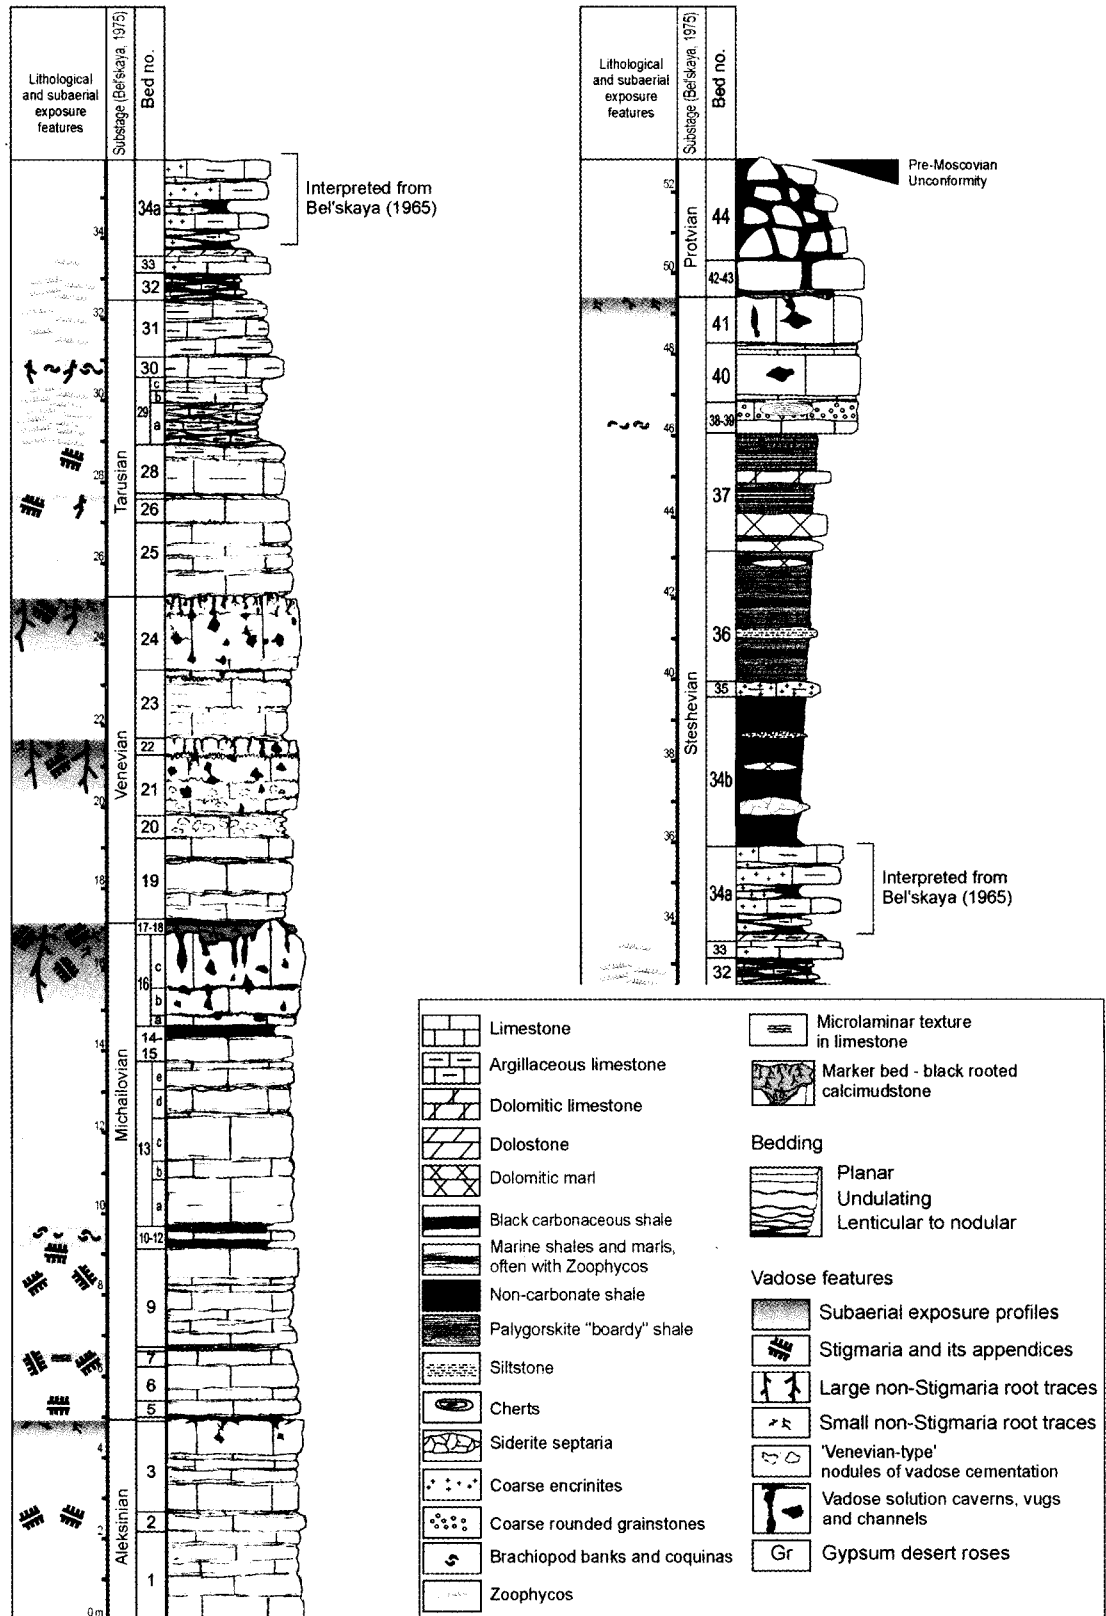 Lithological
and subaerial
exposure
features
Substage (Bel'skaya, 1975)
Bed no.
34a
33
32
31
30
c
b
29
a
28
26
25
24
23
22
21
20
19
17-18
c
16
b
a
14-
15
e
d
c
13
b
a
10-12
9
7
6
5
3
2
1
Tarusian
Venevian
Michailovian
Aleksinian
34
32
30
28
26
24
22
20
18
16
14
12
10
8
6
4
2
0 m
Interpreted from
Bel'skaya (1965)
Lithological
and subaerial
exposure
features
Substage (Bel'skaya, 1975)
Bed no.
Pre-Moscovian
Unconformity
Protvian
Steshevian
44
42-43
41
40
38-39
37
36
35
34b
34a
33
32
52
50
48
46
44
42
40
38
36
34
Interpreted from
Bel'skaya (1965)
Limestone
Argillaceous limestone
Dolomitic limestone
Dolostone
Dolomitic marl
Black carbonaceous shale
Marine shales and marls,
often with Zoophycos
Non-carbonate shale
Palygorskite "boardy" shale
Siltstone
Cherts
Siderite septaria
Coarse encrinites
Coarse rounded grainstones
Brachiopod banks and coquinas
Zoophycos
Microlaminar texture
in limestone
Marker bed - black rooted
calcimudstone
Bedding
Planar
Undulating
Lenticular to nodular
Vadose features
Subaerial exposure profiles
Stigmaria and its appendices
Large non-Stigmaria root traces
Small non-Stigmaria root traces
'Venevian-type'
nodules of vadose cementation
Vadose solution caverns, vugs
and channels
Gr
Gypsum desert roses